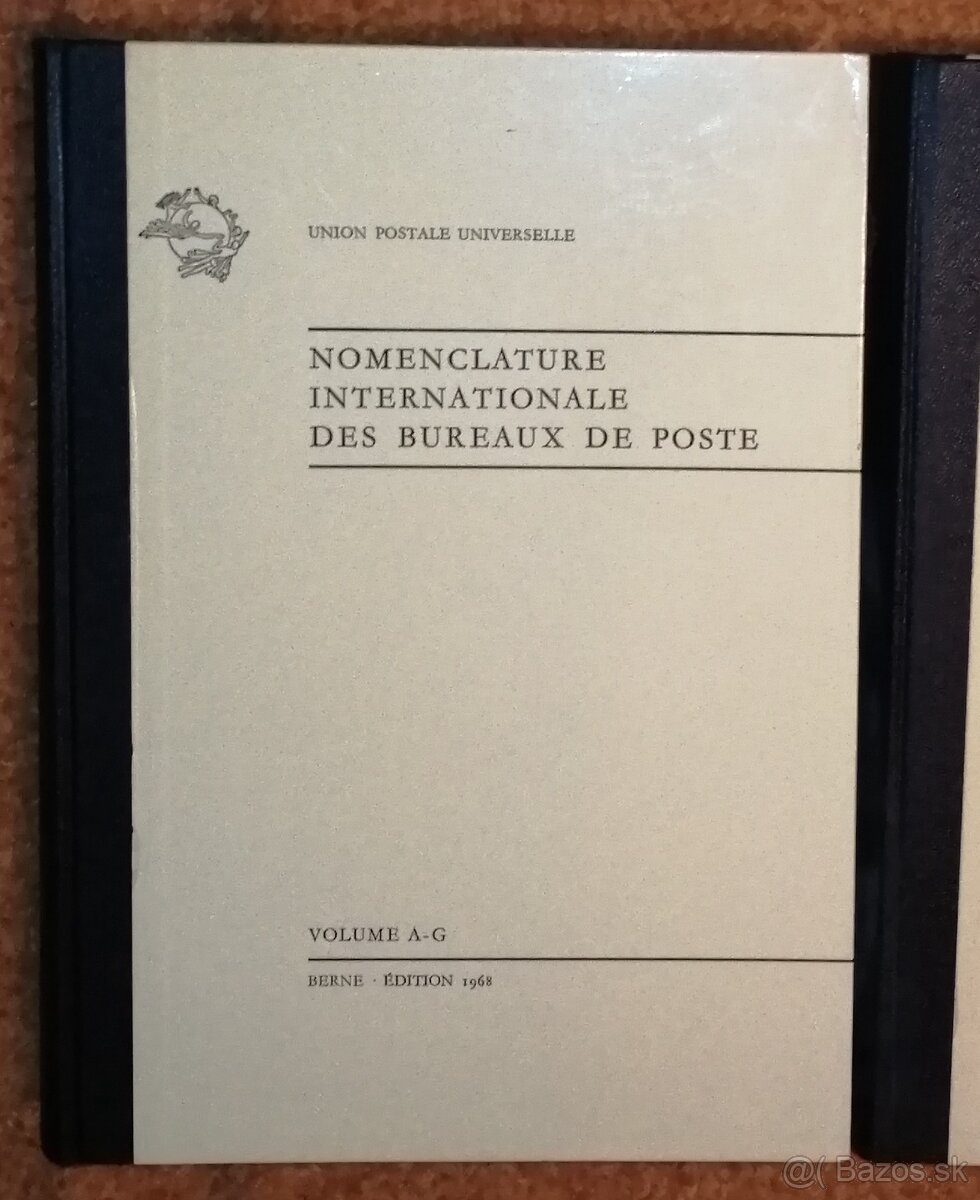 UNION POSTALE UNIVERSELLE
NOMENCLATURE
INTERNATIONALE
DES BUREAUX DE POSTE
VOLUME A-G
BERNE · ÉDITION 1968
@( Bazos.sk